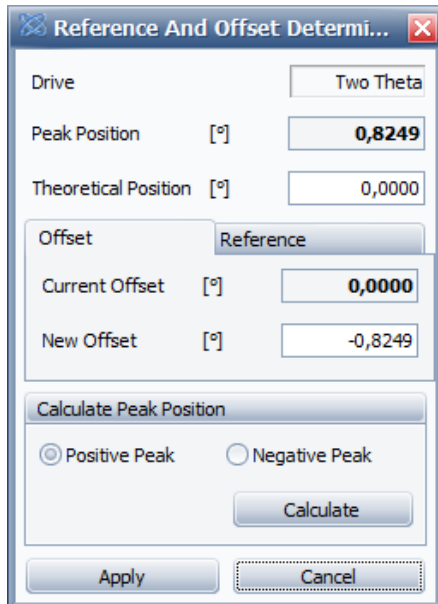 Reference And Offset Determi...
Drive Two Theta
Peak Position [°] 0,8249
Theoretical Position [°] 0,0000
Offset Reference
Current Offset [°] 0,0000
New Offset [°] -0,8249
Calculate Peak Position
Positive Peak Negative Peak
Calculate
Apply Cancel